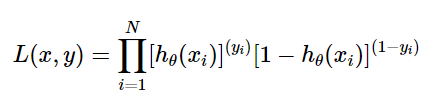 L(x, y) = ∏_{i=1}^{N} [h_θ(x_i)]^{(y_i)} [1 − h_θ(x_i)]^{(1−y_i)}